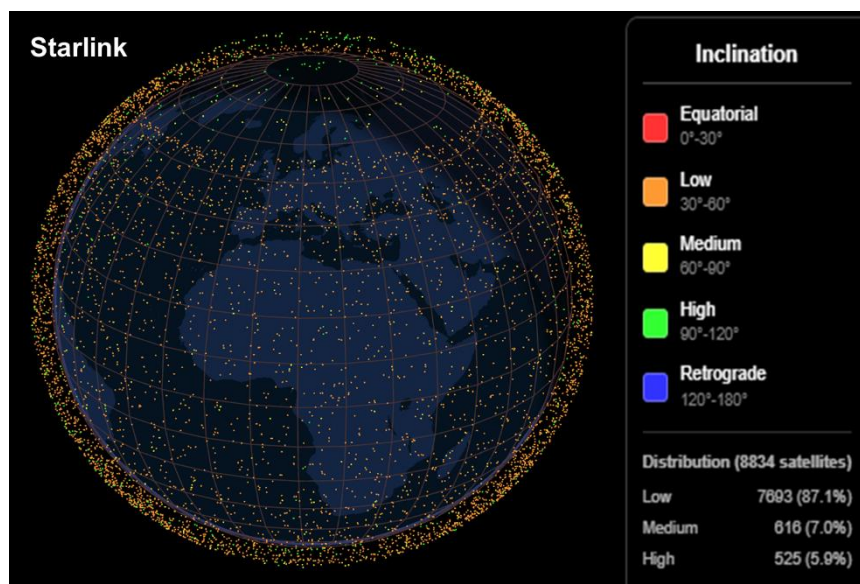 Starlink
Inclination
Equatorial
0°-30°
Low
30°-60°
Medium
60°-90°
High
90°-120°
Retrograde
120°-180°
Distribution (8834 satellites)
Low 7693 (87.1%)
Medium 616 (7.0%)
High 525 (5.9%)